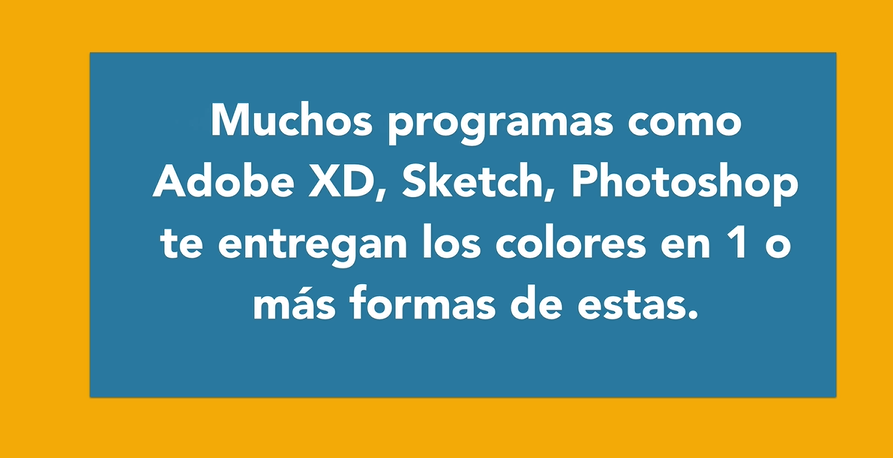 Muchos programas como
Adobe XD, Sketch, Photoshop
te entregan los colores en 1 o
más formas de estas.